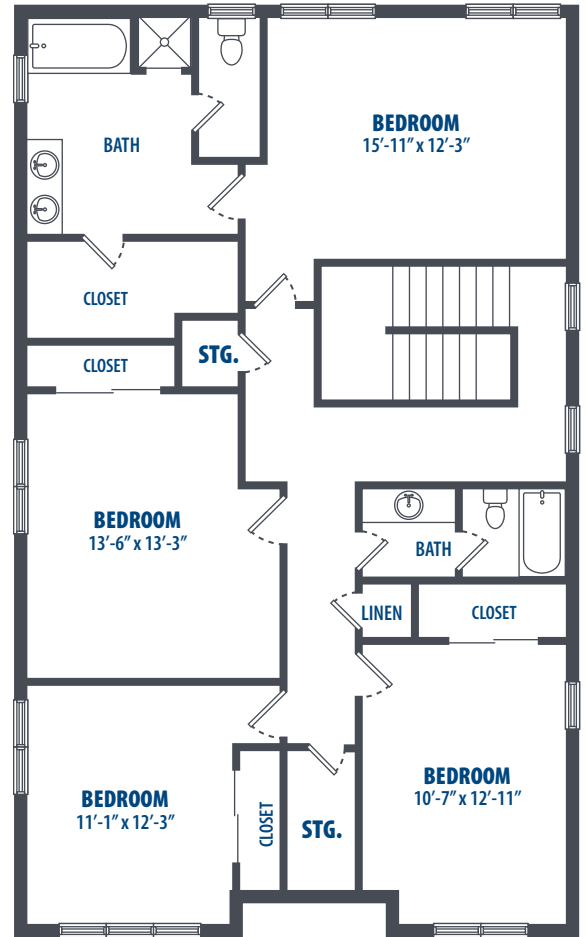 BEDROOM
15’-11” x 12’-3”
BATH
CLOSET
STG.
CLOSET
BEDROOM
13’-6” x 13’-3”
BATH
LINEN
CLOSET
BEDROOM
10’-7” x 12’-11”
BEDROOM
11’-1” x 12’-3”
CLOSET
STG.